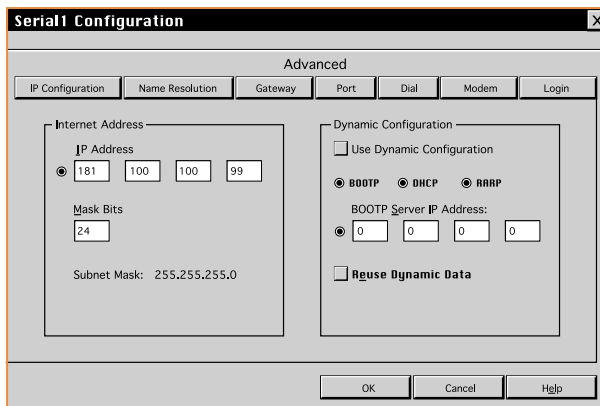 Serial1 Configuration
X
Advanced
IP Configuration Name Resolution Gateway Port Dial Modem Login
Internet Address
IP Address
181 100 100 99
Mask Bits
24
Subnet Mask: 255.255.255.0
Dynamic Configuration
Use Dynamic Configuration
BOOTP DHCP RARP
BOOTP Server IP Address:
0 0 0 0
Reuse Dynamic Data
OK Cancel Help